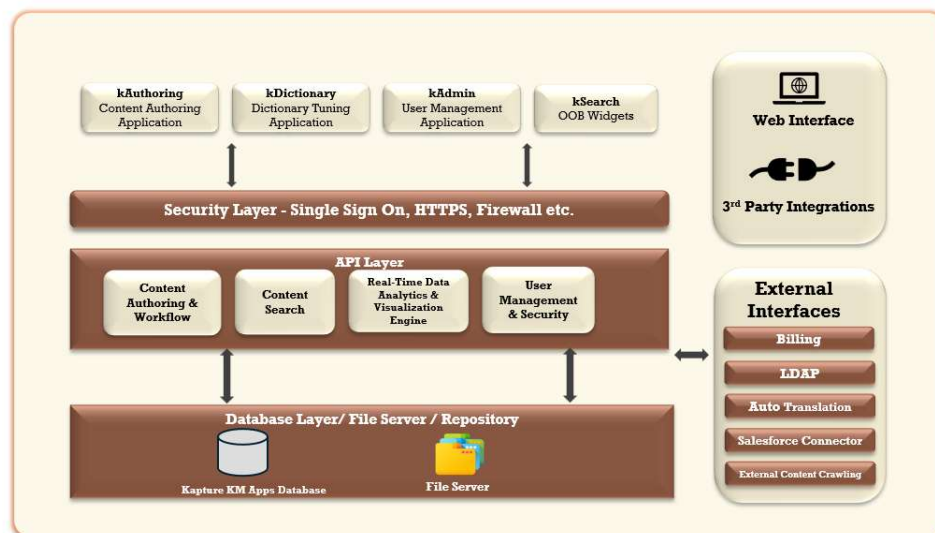 kAuthoring
Content Authoring
Application
kDictionary
Dictionary Tuning
Application
kAdmin
User Management
Application
kSearch
OOB Widgets
Web Interface
3rd Party Integrations
Security Layer - Single Sign On, HTTPS, Firewall etc.
API Layer
Content
Authoring &
Workflow
Content
Search
Real-Time Data
Analytics &
Visualization
Engine
User
Management
& Security
External
Interfaces
Billing
LDAP
Auto Translation
Salesforce Connector
External Content Crawling
Database Layer/ File Server / Repository
Kapture KM Apps Database
File Server